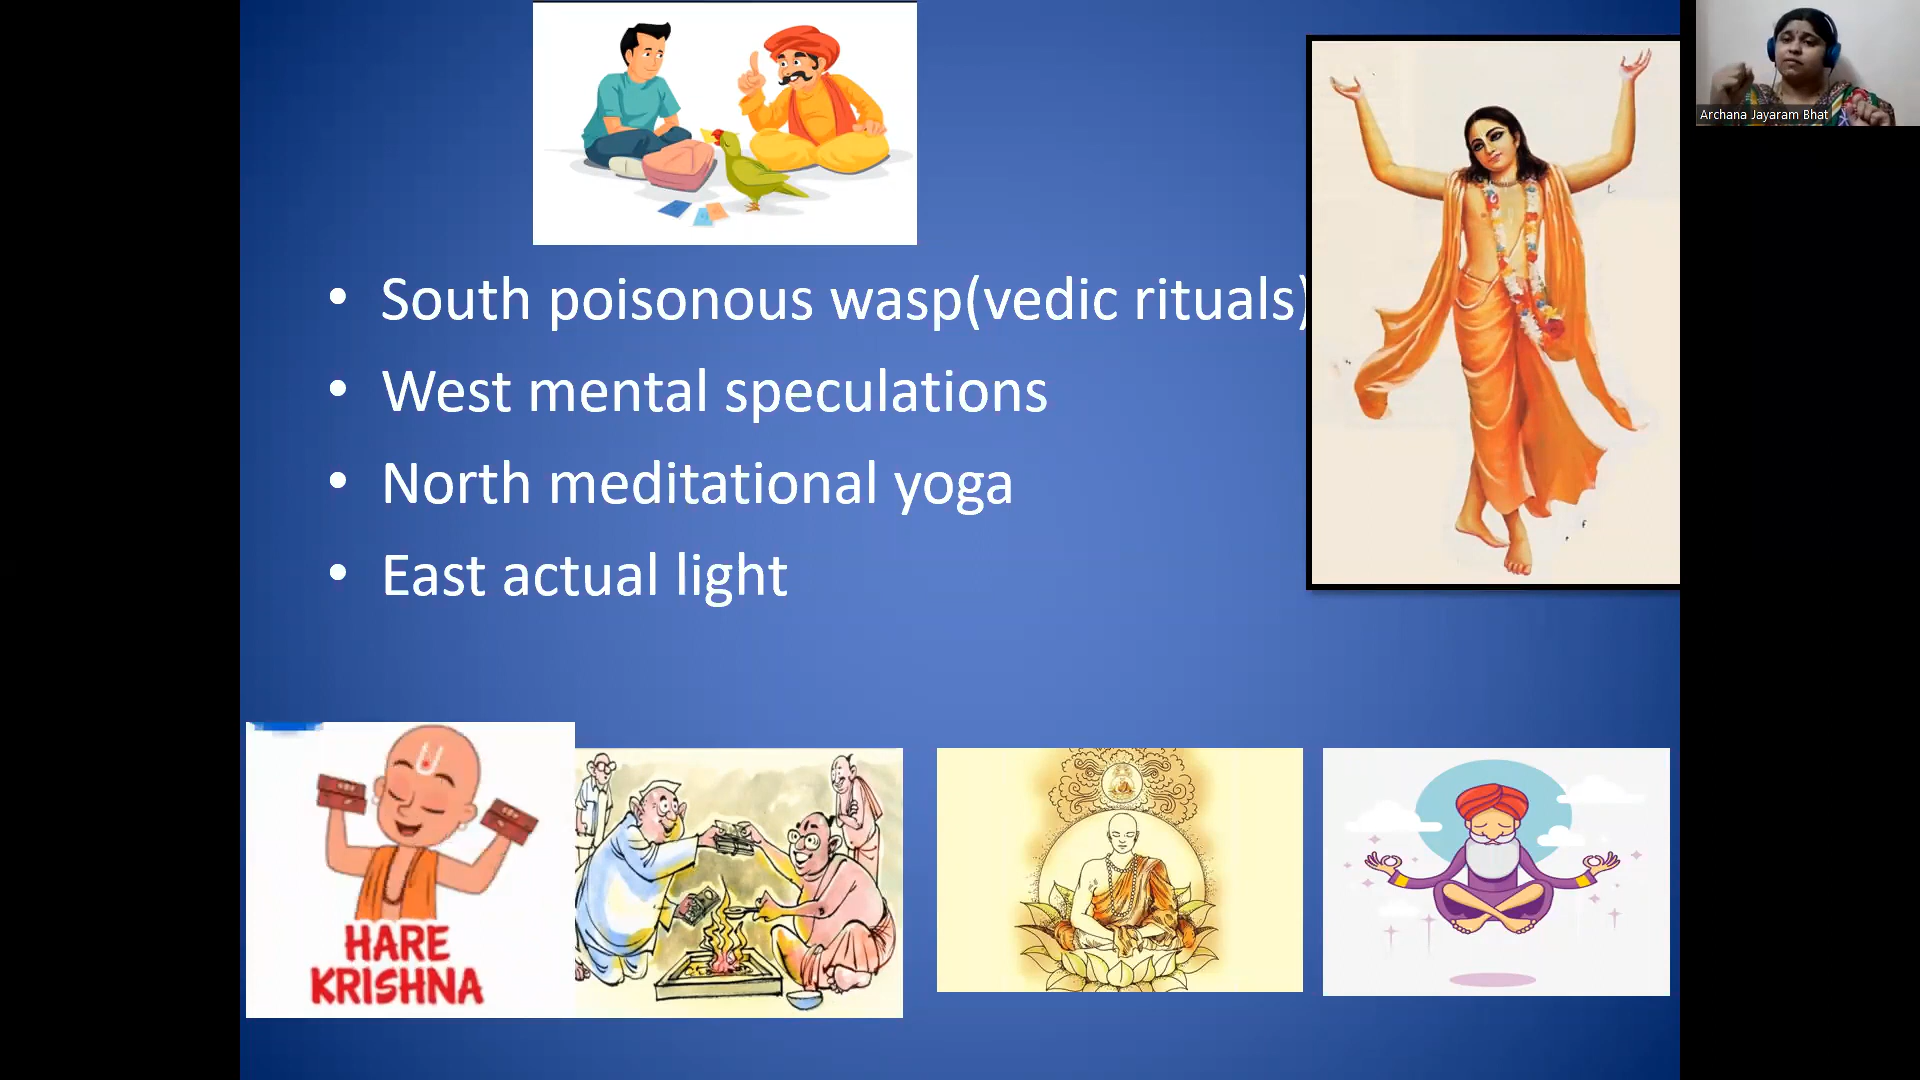 Archana Jayaram Bhat
• South poisonous wasp(vedic rituals)
• West mental speculations
• North meditational yoga
• East actual light
HARE
KRISHNA